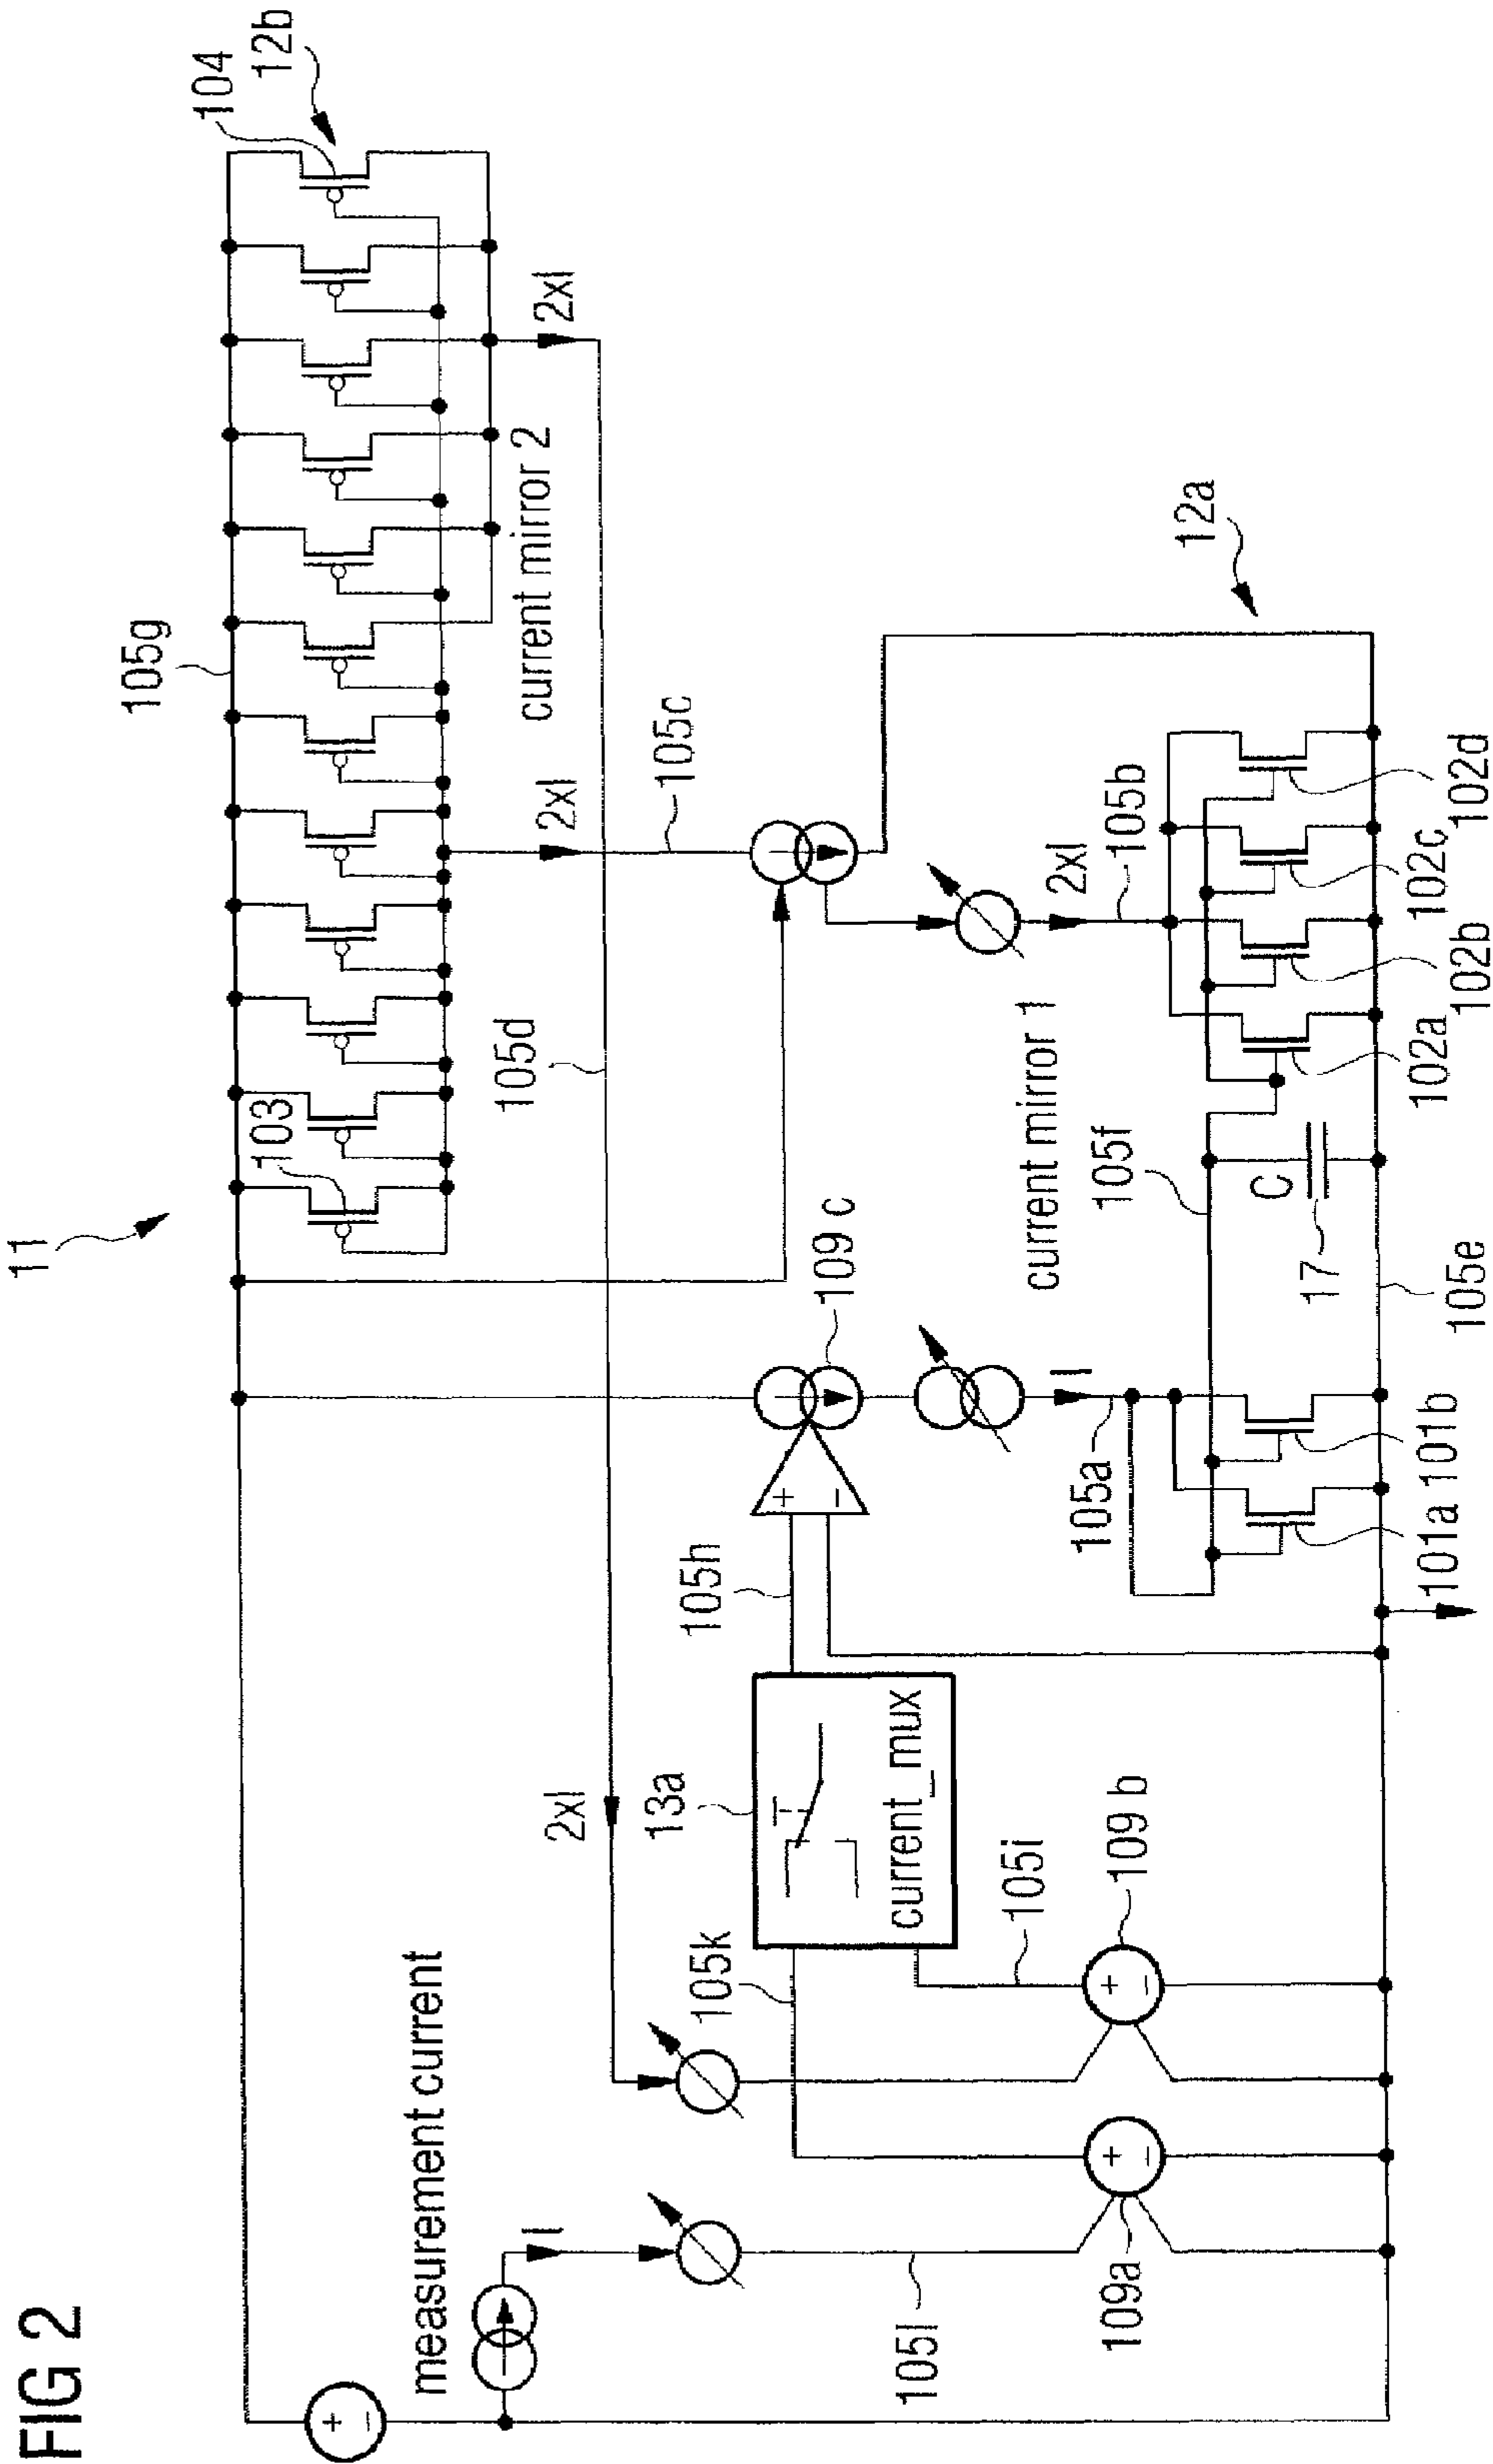 FIG 2
11
105g
104
12b
103
measurement current
I
2xI
105d
2xI
current mirror 2
2xI
105c
105k
13a
current_mux
105h
+
−
109 c
12a
105l
109a
+
−
105i
109 b
+
−
+
−
105a
I
current mirror 1
105f
2xI
105b
C
17
101a
101b
105e
102a
102b
102c
102d